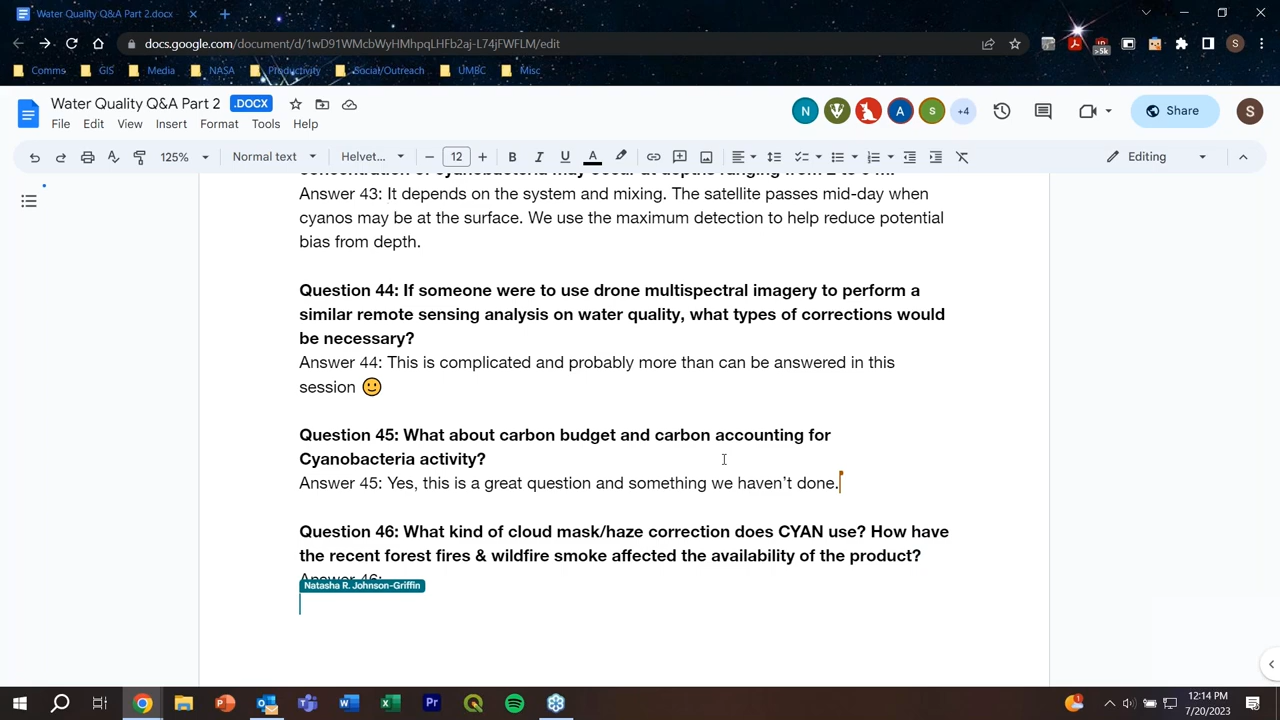 Water Quality Q&A Part 2.docx
docs.google.com/document/d/1wD91WMcbWyHMhpqLHFb2aj-L74jFWFLM/edit
S
>5k
Comms GIS Media NASA Productivity Social/Outreach UMBC Misc
Water Quality Q&A Part 2 .DOCX
N A S +4 Share S
File Edit View Insert Format Tools Help
125% Normal text Helvet... 12 B I U A Editing
Answer 43: It depends on the system and mixing. The satellite passes mid-day when
cyanos may be at the surface. We use the maximum detection to help reduce potential
bias from depth.
Question 44: If someone were to use drone multispectral imagery to perform a
similar remote sensing analysis on water quality, what types of corrections would
be necessary?
Answer 44: This is complicated and probably more than can be answered in this
session 🙂
Question 45: What about carbon budget and carbon accounting for
Cyanobacteria activity?
Answer 45: Yes, this is a great question and something we haven't done.
Question 46: What kind of cloud mask/haze correction does CYAN use? How have
the recent forest fires & wildfire smoke affected the availability of the product?
Answer 46:
Natasha R. Johnson-Griffin
12:14 PM
7/20/2023